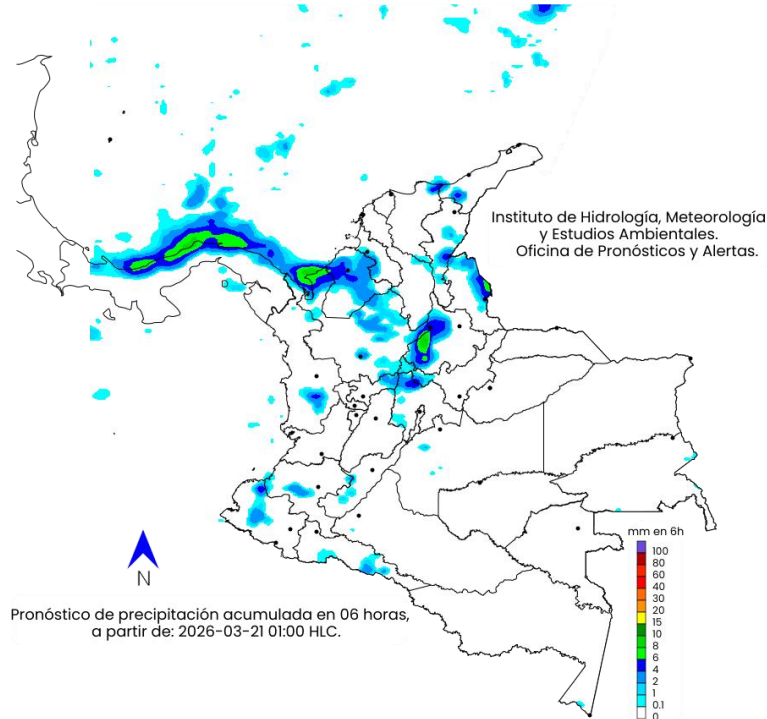 Instituto de Hidrología, Meteorología
y Estudios Ambientales.
Oficina de Pronósticos y Alertas.
mm en 6h
100
80
60
40
30
20
15
10
8
6
4
2
1
0.1
0
N
Pronóstico de precipitación acumulada en 06 horas,
a partir de: 2026-03-21 01:00 HLC.